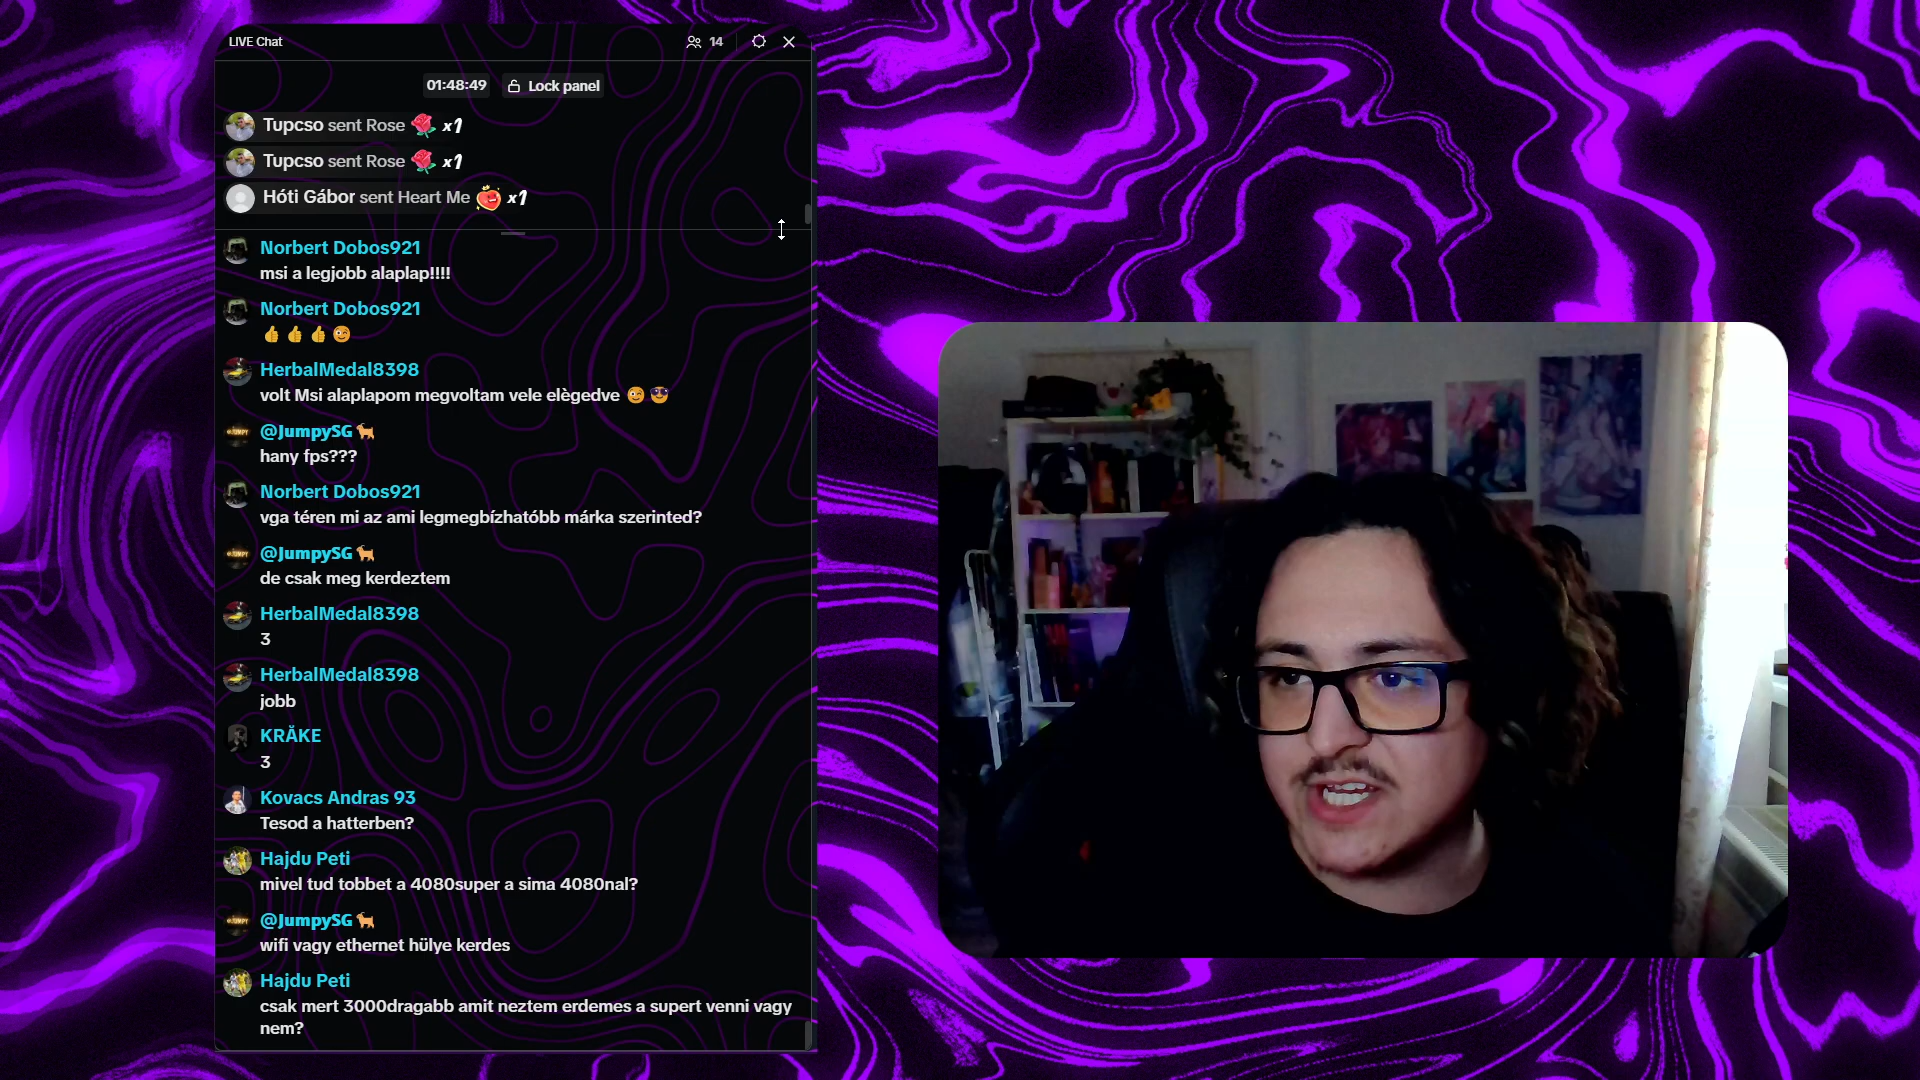 LIVE Chat
14
01:48:49
Lock panel
Tupcso sent Rose x1
Tupcso sent Rose x1
Hóti Gábor sent Heart Me x1
Norbert Dobos921
msi a legjobb alaplap!!!!
Norbert Dobos921
👍👍👍😉
HerbalMedal8398
volt Msi alaplapom megvoltam vele elègedve 😉😎
@JumpySG🐕
hany fps???
Norbert Dobos921
vga téren mi az ami legmegbízhatóbb márka szerinted?
@JumpySG🐕
de csak meg kerdeztem
HerbalMedal8398
3
HerbalMedal8398
jobb
KRĂKE
3
Kovacs Andras 93
Tesod a hatterben?
Hajdu Peti
mivel tud tobbet a 4080super a sima 4080nal?
@JumpySG🐕
wifi vagy ethernet hülye kerdes
Hajdu Peti
csak mert 3000dragabb amit neztem erdemes a supert venni vagy
nem?